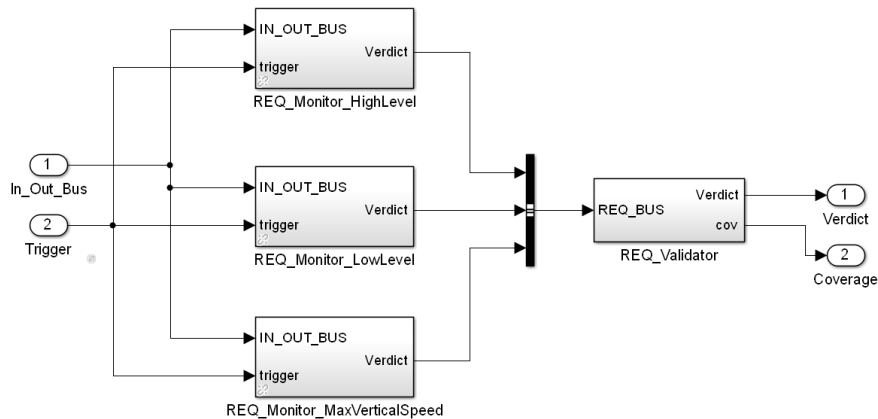 IN_OUT_BUS
Verdict
trigger
REQ_Monitor_HighLevel
1
In_Out_Bus
2
Trigger
IN_OUT_BUS
Verdict
trigger
REQ_Monitor_LowLevel
IN_OUT_BUS
Verdict
trigger
REQ_Monitor_MaxVerticalSpeed
REQ_BUS
Verdict
cov
REQ_Validator
1
Verdict
2
Coverage